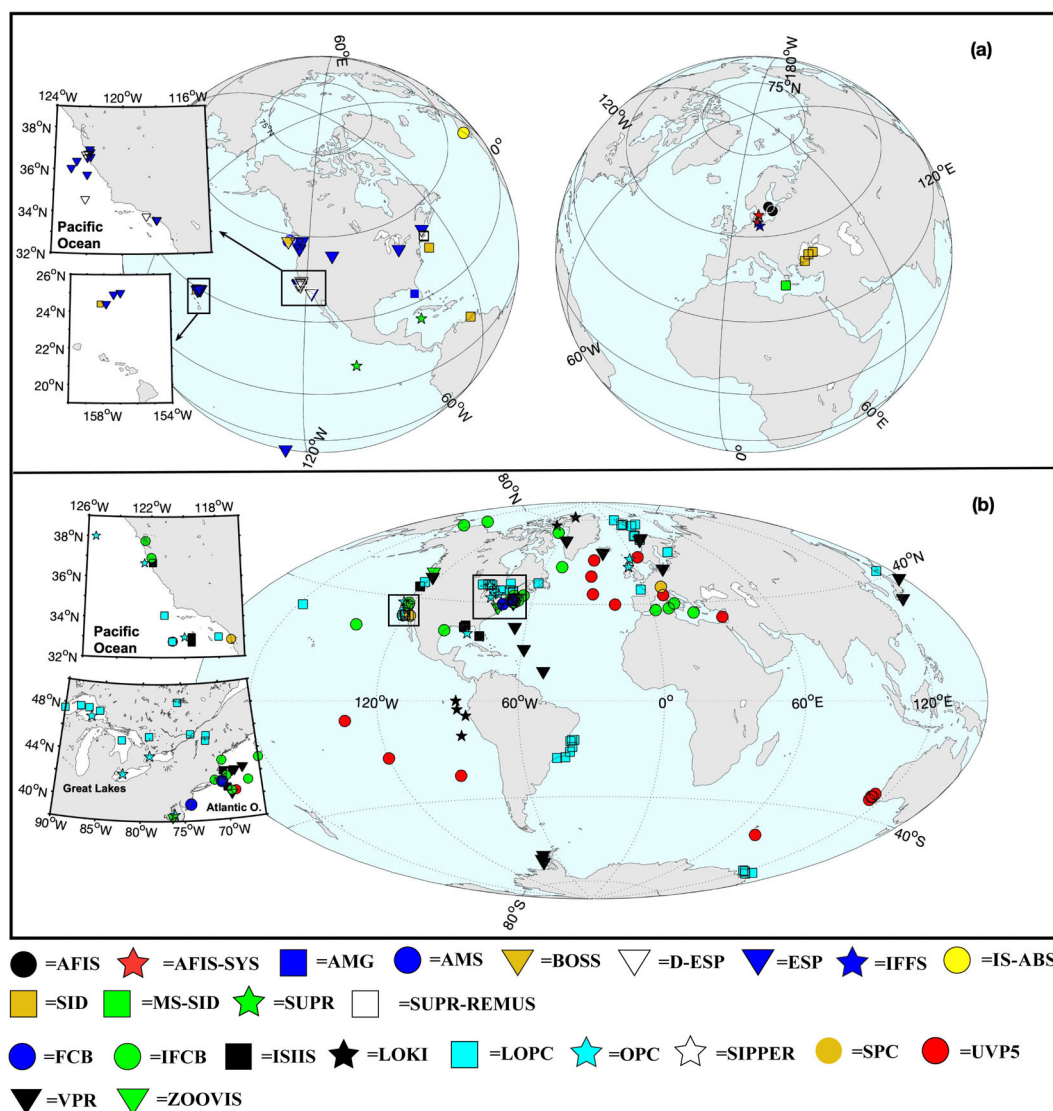 (a)
60°E
75°N
0°
60°W
120°W
124°W 120°W 116°W
38°N
36°N
34°N
32°N
Pacific
Ocean
26°N
24°N
22°N
20°N
158°W 154°W
180°W
75°N
120°W
120°E
60°W
60°E
0°
(b)
80°N
40°N
120°W 60°W 0° 60°E 120°E
40°S
80°S
126°W 122°W 118°W
38°N
36°N
34°N
32°N
Pacific
Ocean
48°N
44°N
40°N
Great Lakes
Atlantic O.
90°W 85°W 80°W 75°W 70°W
=AFIS =AFIS-SYS =AMG =AMS =BOSS =D-ESP =ESP =IFFS =IS-ABS
=SID =MS-SID =SUPR =SUPR-REMUS
=FCB =IFCB =ISIIS =LOKI =LOPC =OPC =SIPPER =SPC =UVP5
=VPR =ZOOVIS